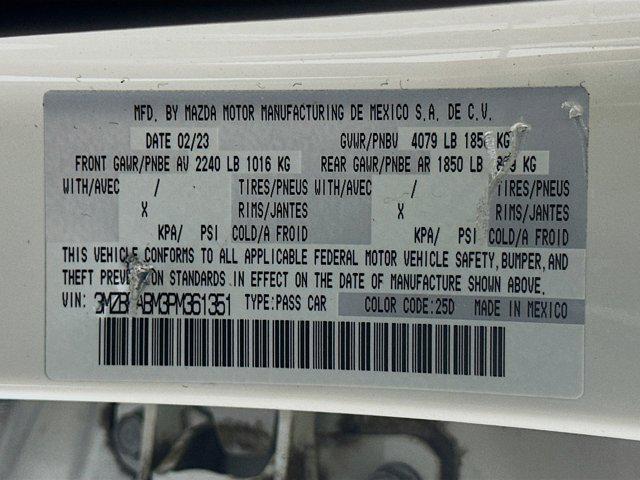 MFD. BY MAZDA MOTOR MANUFACTURING DE MEXICO S.A. DE C.V.
DATE 02/23 GVWR/PNBV 4079 LB KG
FRONT GAWR/PNBE AV 2240 LB 1016 KG REAR GAWR/PNBE AR 1850 LB KG
WITH/AVEC / TIRES/PNEUS WITH/AVEC / TIRES/PNEUS
X RIMS/JANTES X RIMS/JANTES
KPA/ PSI COLD/A FROID KPA/ PSI COLD/A FROID
THIS VEHICLE CONFORMS TO ALL APPLICABLE FEDERAL MOTOR VEHICLE SAFETY, BUMPER, AND
THEFT PREVENTION STANDARDS IN EFFECT ON THE DATE OF MANUFACTURE SHOWN ABOVE.
VIN: TYPE:PASS CAR COLOR CODE:25D MADE IN MEXICO